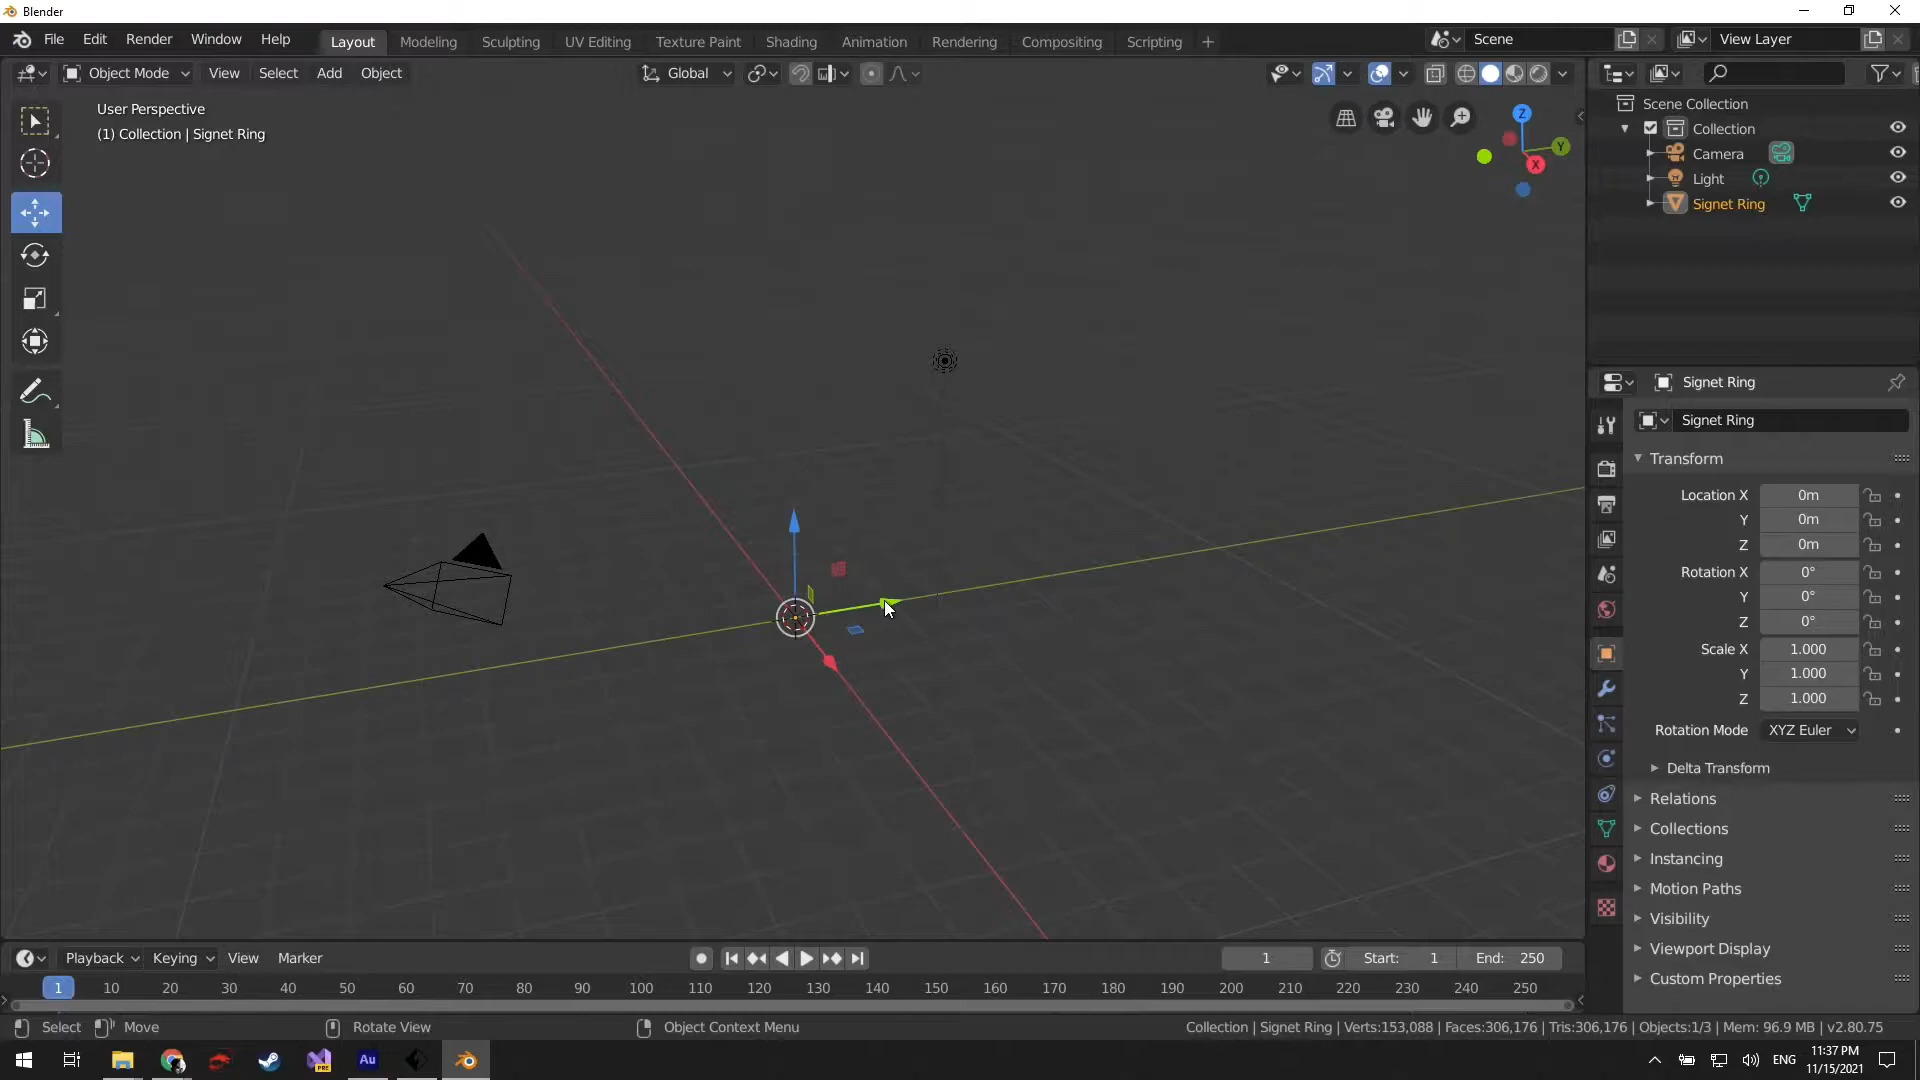 Blender
File Edit Render Window Help Layout Modeling Sculpting UV Editing Texture Paint Shading Animation Rendering Compositing Scripting + Scene View Layer
Object Mode View Select Add Object Global
User Perspective
(1) Collection | Signet Ring
Z
Y
X
Scene Collection
Collection
Camera
Light
Signet Ring
Signet Ring
Signet Ring
Transform
Location X 0m
Y 0m
Z 0m
Rotation X 0°
Y 0°
Z 0°
Scale X 1.000
Y 1.000
Z 1.000
Rotation Mode XYZ Euler
Delta Transform
Relations
Collections
Instancing
Motion Paths
Visibility
Viewport Display
Custom Properties
Playback Keying View Marker 1 Start: 1 End: 250
1 10 20 30 40 50 60 70 80 90 100 110 120 130 140 150 160 170 180 190 200 210 220 230 240 250
Select Move Rotate View Object Context Menu Collection | Signet Ring | Verts:153,088 | Faces:306,176 | Tris:306,176 | Objects:1/3 | Mem: 96.9 MB | v2.80.75
PRE Au ENG 11:37 PM
11/15/2021